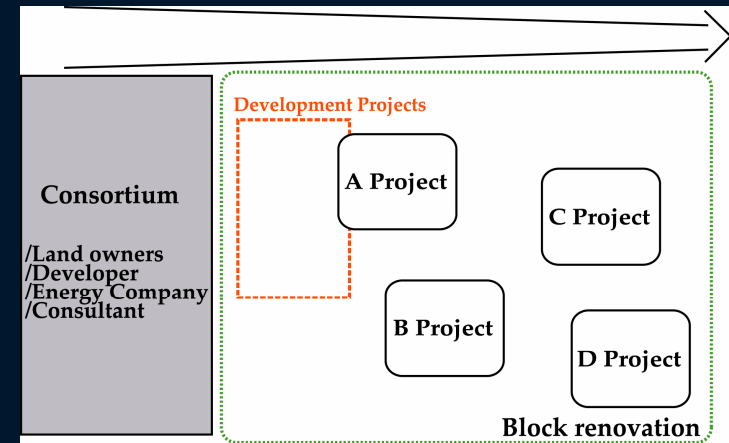 Development Projects
Consortium
/Land owners
/Developer
/Energy Company
/Consultant
A Project
C Project
B Project
D Project
Block renovation